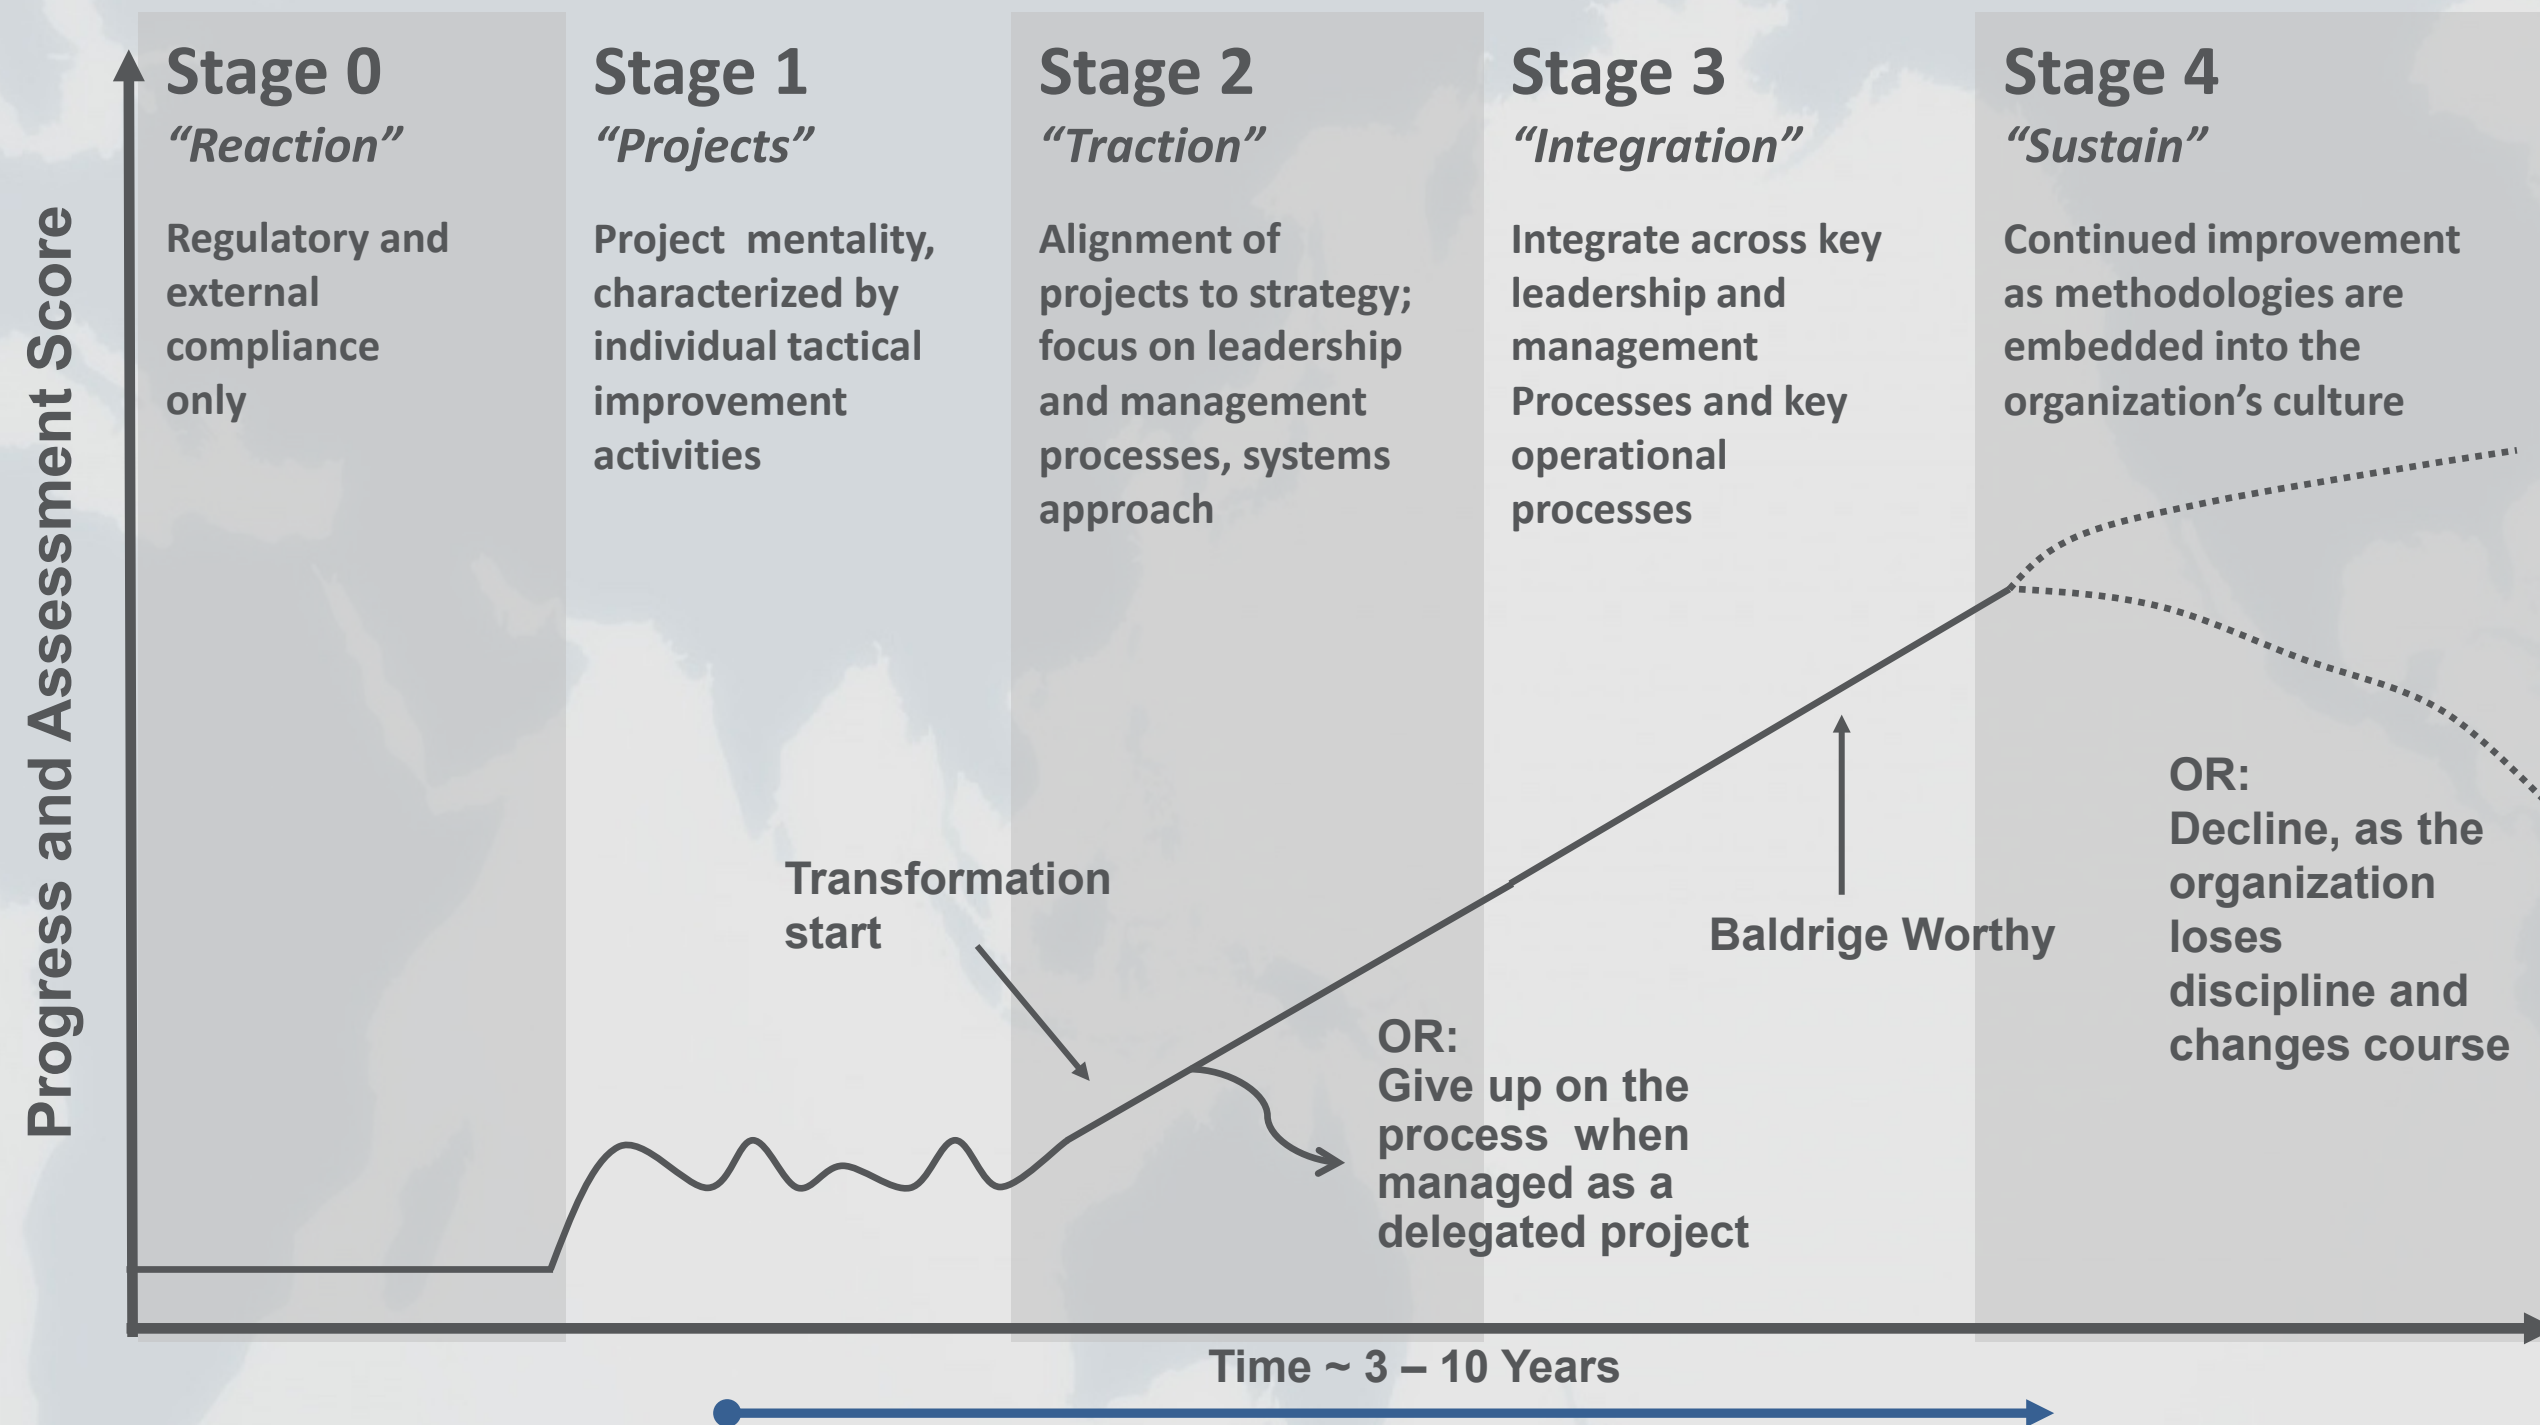 Progress and Assessment Score
Stage 0
“Reaction”
Regulatory and
external
compliance
only
Stage 1
“Projects”
Project  mentality,
characterized by
individual tactical
improvement
activities
Stage 2
“Traction”
Alignment of
projects to strategy;
focus on leadership
and management
processes, systems
approach
Stage 3
“Integration”
Integrate across key
leadership and
management
Processes and key
operational
processes
Stage 4
“Sustain”
Continued improvement
as methodologies are
embedded into the
organization’s culture
Transformation
start
OR:
Give up on the
process  when
managed as a
delegated project
Baldrige Worthy
OR:
Decline, as the
organization
loses
discipline and
changes course
Time ~ 3 – 10 Years